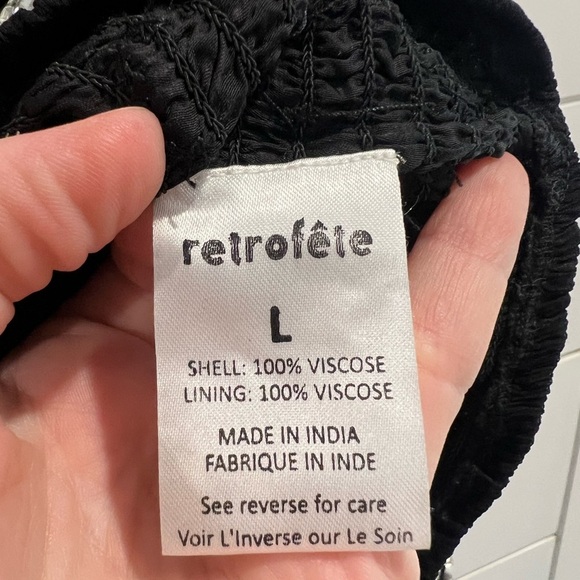 retrofête
L
SHELL: 100% VISCOSE
LINING: 100% VISCOSE
MADE IN INDIA
FABRIQUE IN INDE
See reverse for care
Voir L'Inverse our Le Soin